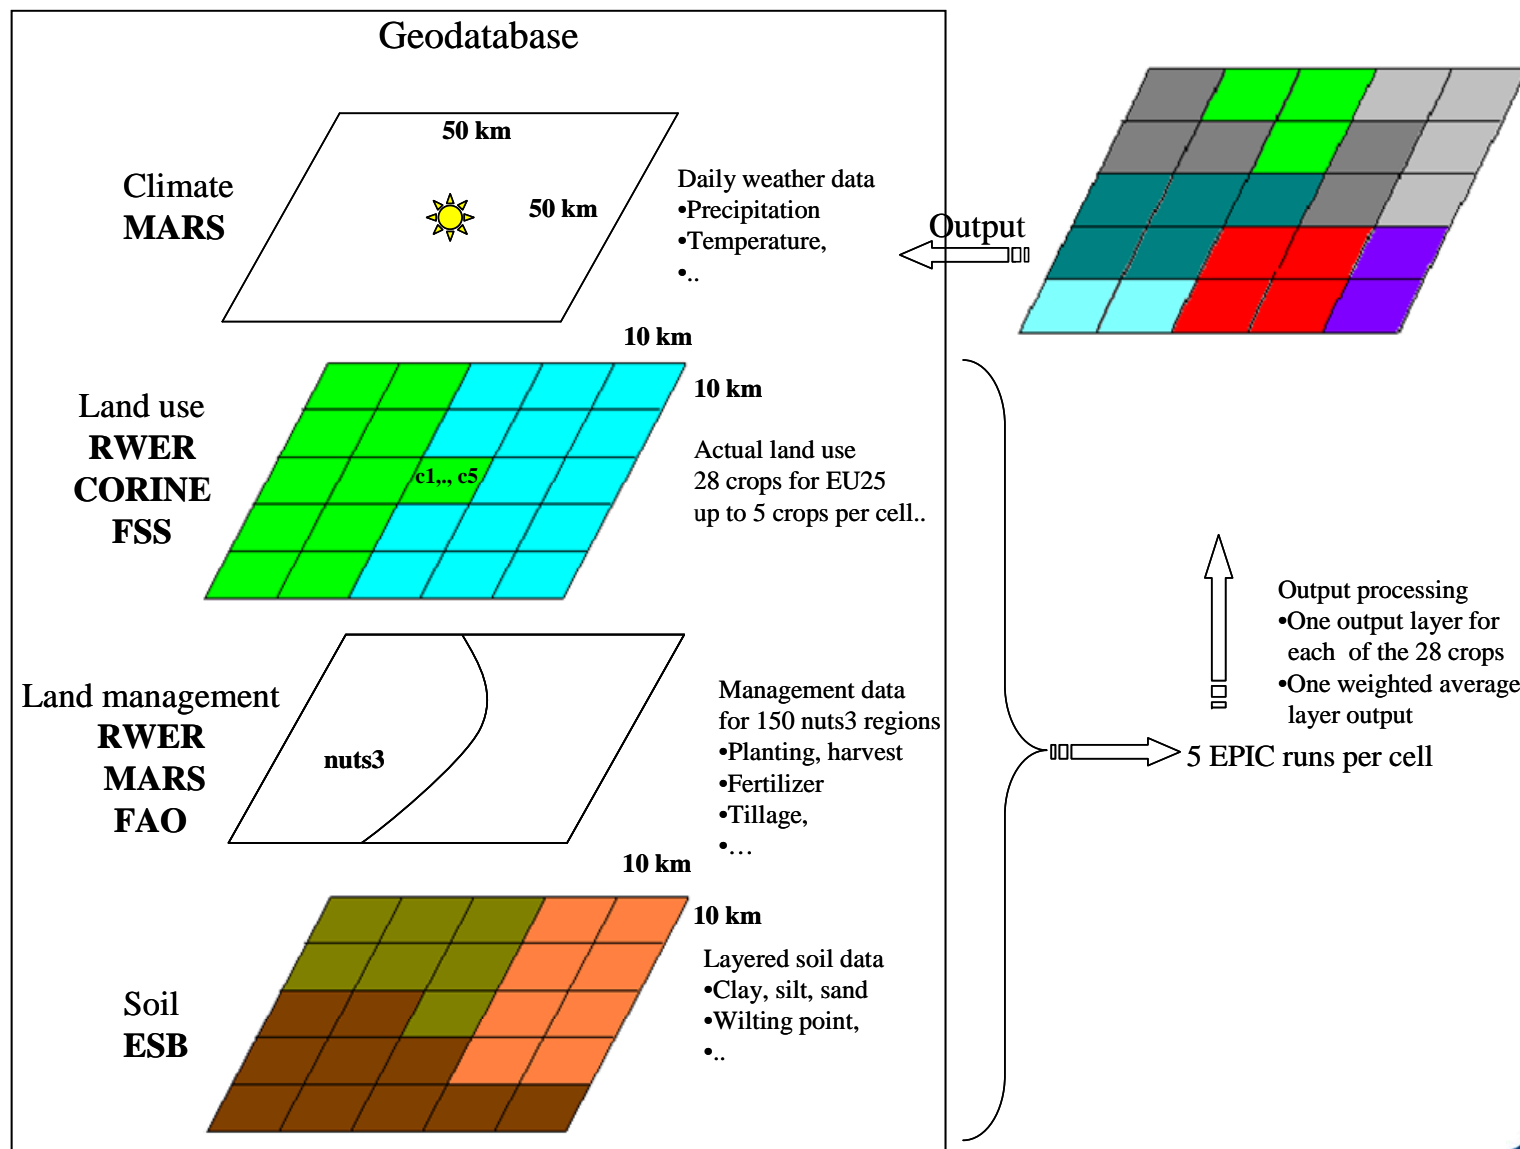 Geodatabase
50 km
50 km
Climate
MARS
Daily weather data
•Precipitation
•Temperature,
•..
Output
10 km
10 km
Land use
RWER
CORINE
FSS
c1,., c5
Actual land use
28 crops for EU25
up to 5 crops per cell..
Land management
RWER
MARS
FAO
nuts3
Management data
for 150 nuts3 regions
•Planting, harvest
•Fertilizer
•Tillage,
•…
10 km
10 km
Soil
ESB
Layered soil data
•Clay, silt, sand
•Wilting point,
•..
5 EPIC runs per cell
Output processing
•One output layer for
each of the 28 crops
•One weighted average
layer output